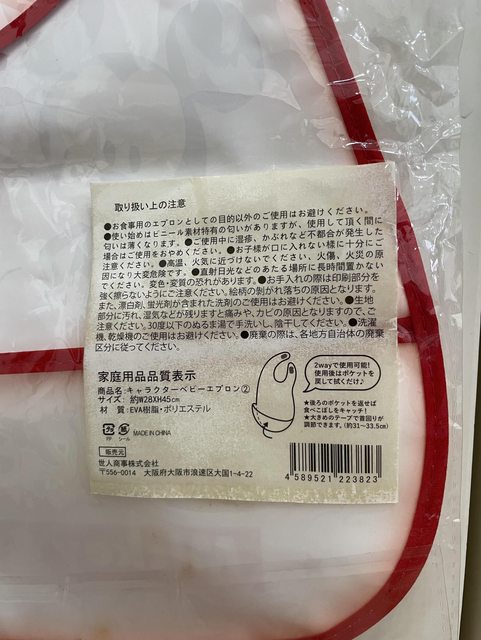 取り扱い上の注意
●お食事用のエプロンとしての目的以外のご使用はお避けください。
●使い始めはビニール素材特有の匂いがありますが、使用して頂く間に
匂いは薄くなります。●ご使用中に湿疹、かぶれなど不都合が発生した
場合はご使用をおやめください。●お子様が口に入れない様に十分にご
注意ください。●高温、火気に近づけないでください、火傷、火災の原
因になり大変危険です。●直射日光などのあたる場所に長時間置かない
でください。変色・変質の恐れがあります。●お手入れの際は印刷部分を
強く擦らないようにご注意ください。絵柄の剥がれ落ちの原因となります。
また、漂白剤、蛍光剤が含まれた洗剤のご使用はお避けください。●生地
部分に汚れ、湿気などが残りますと痛みや、カビの原因となりますので、ご
注意ください。30度以下のぬるま湯で手洗いし、陰干してください。●洗濯
機、乾燥機のご使用はお避けください。●廃棄の際は、各地方自治体の廃棄
区分に従ってください。
家庭用品品質表示
商品名：キャラクターベビーエプロン②
サイズ：約W28XH45cm
材　質：EVA樹脂・ポリエステル
PP
シール
MADE IN CHINA
販売元
世人商事株式会社
〒556-0014　大阪府大阪市浪速区大国1-4-22
2wayで使用可能!
使用後はポケットを
戻して拭くだけ♪
★後ろのポケットを返せば
食べこぼしをキャッチ！
★大きめのテープで首回りが
調節できます。(約31〜33.5cm)
4 589521 223823